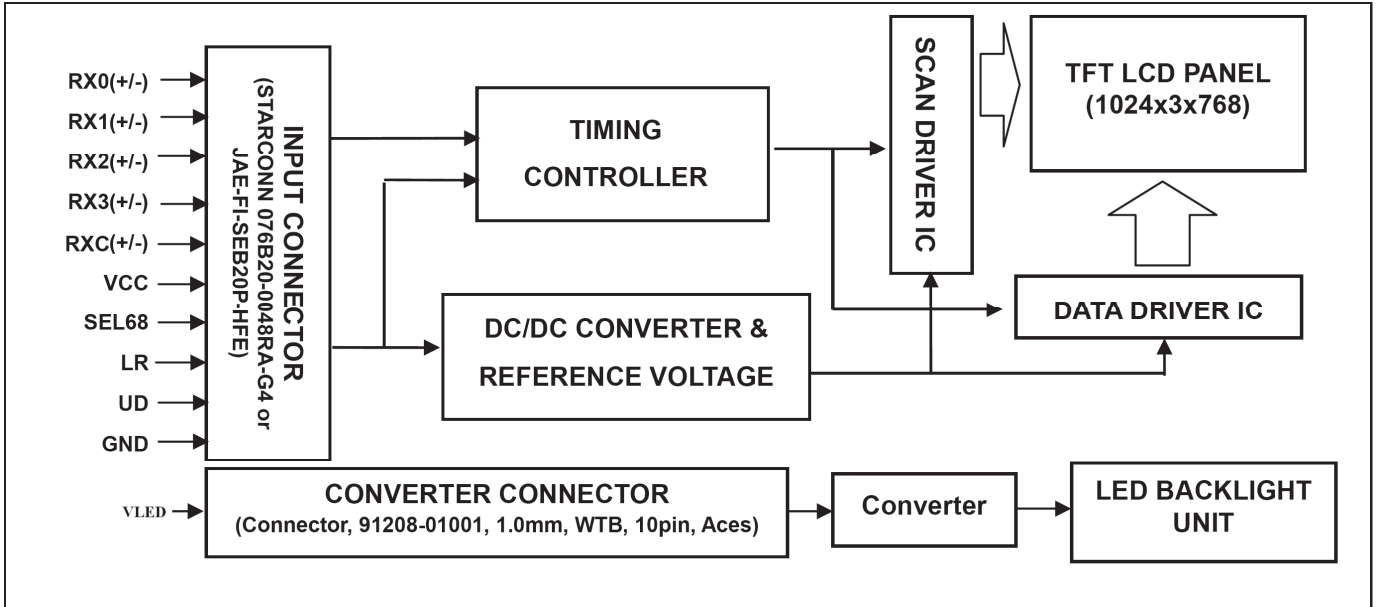 RX0(+/-)
RX1(+/-)
RX2(+/-)
RX3(+/-)
RXC(+/-)
VCC
SEL68
LR
UD
GND
INPUT CONNECTOR
(STARCONN 076B20-0048RA-G4 or
JAE-FI-SEB20P-HFE)
TIMING
CONTROLLER
SCAN DRIVER IC
TFT LCD PANEL
(1024x3x768)
DC/DC CONVERTER &
REFERENCE VOLTAGE
DATA DRIVER IC
VLED
CONVERTER CONNECTOR
(Connector, 91208-01001, 1.0mm, WTB, 10pin, Aces)
Converter
LED BACKLIGHT
UNIT